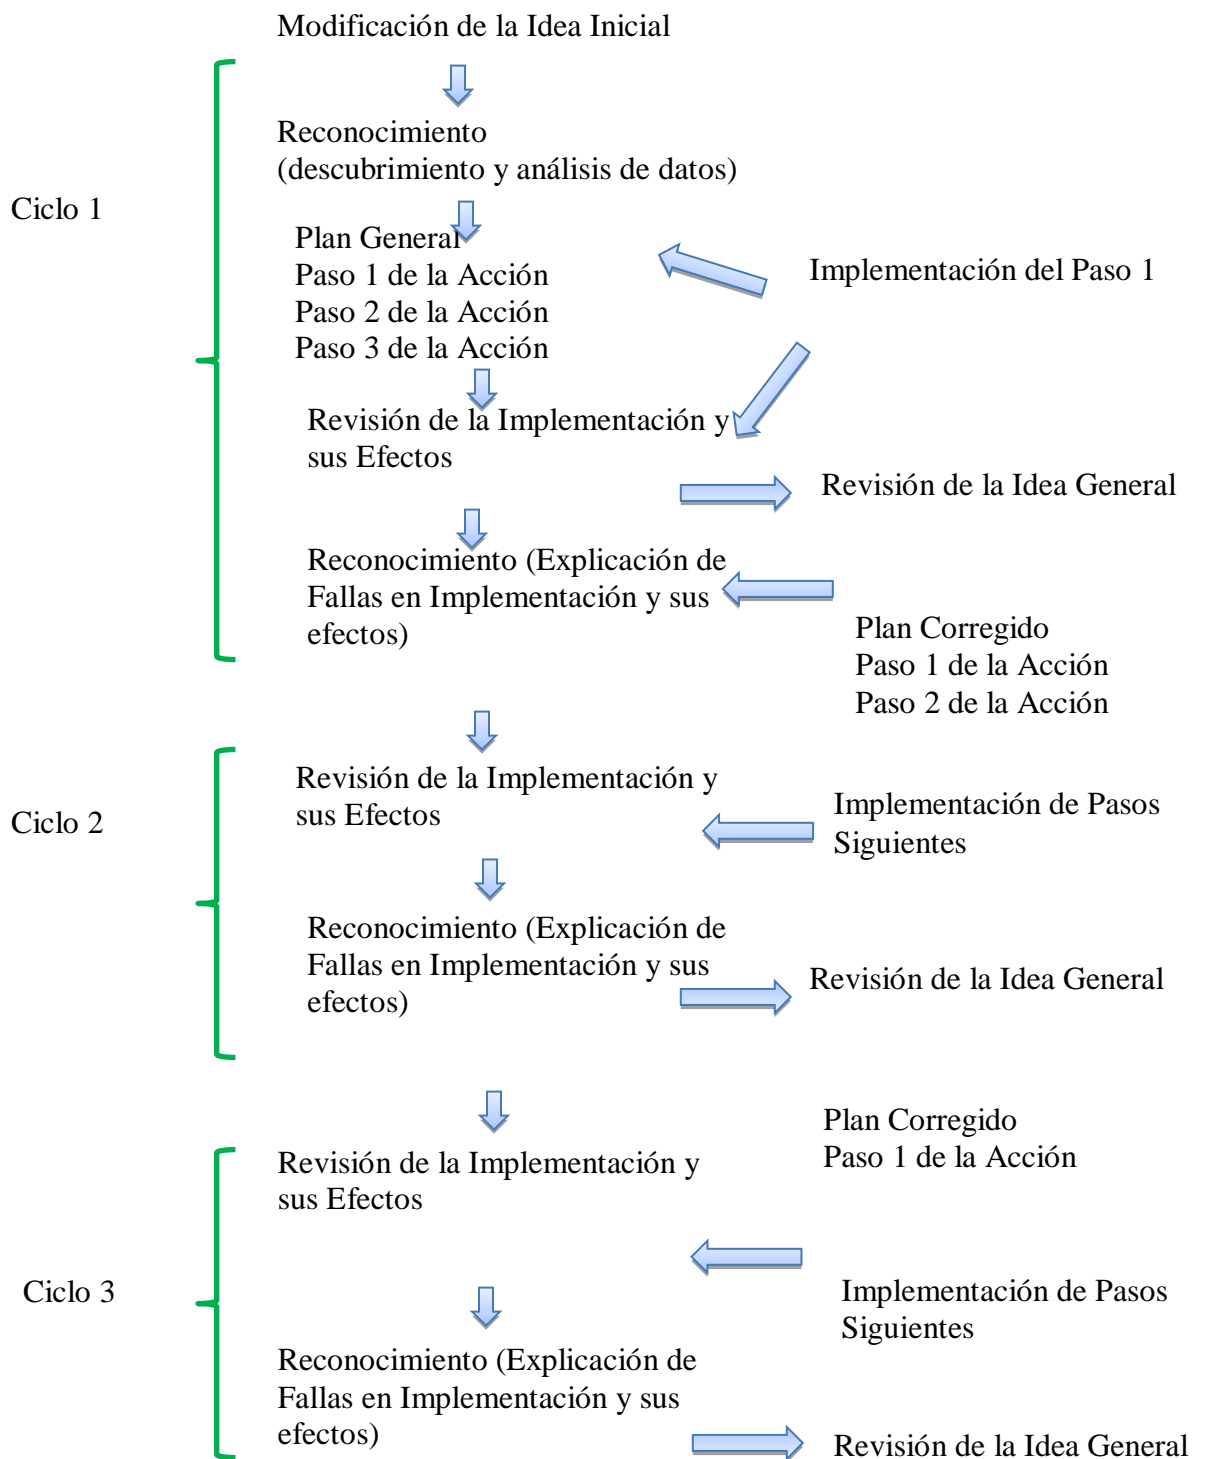 Modificación de la Idea Inicial
Reconocimiento
(descubrimiento y análisis de datos)
Ciclo 1
Plan General
Paso 1 de la Acción
Paso 2 de la Acción
Paso 3 de la Acción
Implementación del Paso 1
Revisión de la Implementación y
sus Efectos
Revisión de la Idea General
Reconocimiento (Explicación de
Fallas en Implementación y sus
efectos)
Plan Corregido
Paso 1 de la Acción
Paso 2 de la Acción
Ciclo 2
Revisión de la Implementación y
sus Efectos
Implementación de Pasos
Siguientes
Reconocimiento (Explicación de
Fallas en Implementación y sus
efectos)
Revisión de la Idea General
Plan Corregido
Paso 1 de la Acción
Revisión de la Implementación y
sus Efectos
Ciclo 3
Implementación de Pasos
Siguientes
Reconocimiento (Explicación de
Fallas en Implementación y sus
efectos)
Revisión de la Idea General